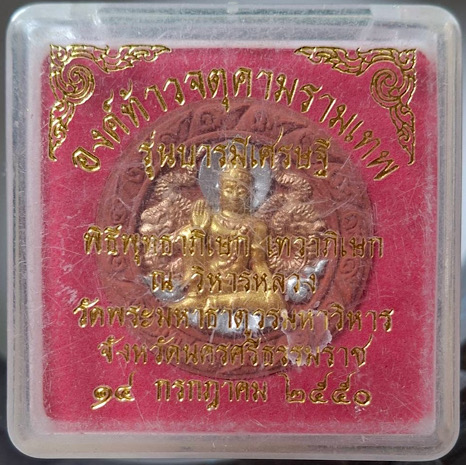 องค์ท้าวจตุคามรามเทพ
รุ่นบารมีเศรษฐี
พิธีพุทธาภิเษก เทวาภิเษก
ณ วิหารหลวง
วัดพระมหาธาตุวรมหาวิหาร
จังหวัดนครศรีธรรมราช
๑๔ กรกฎาคม ๒๕๕๐